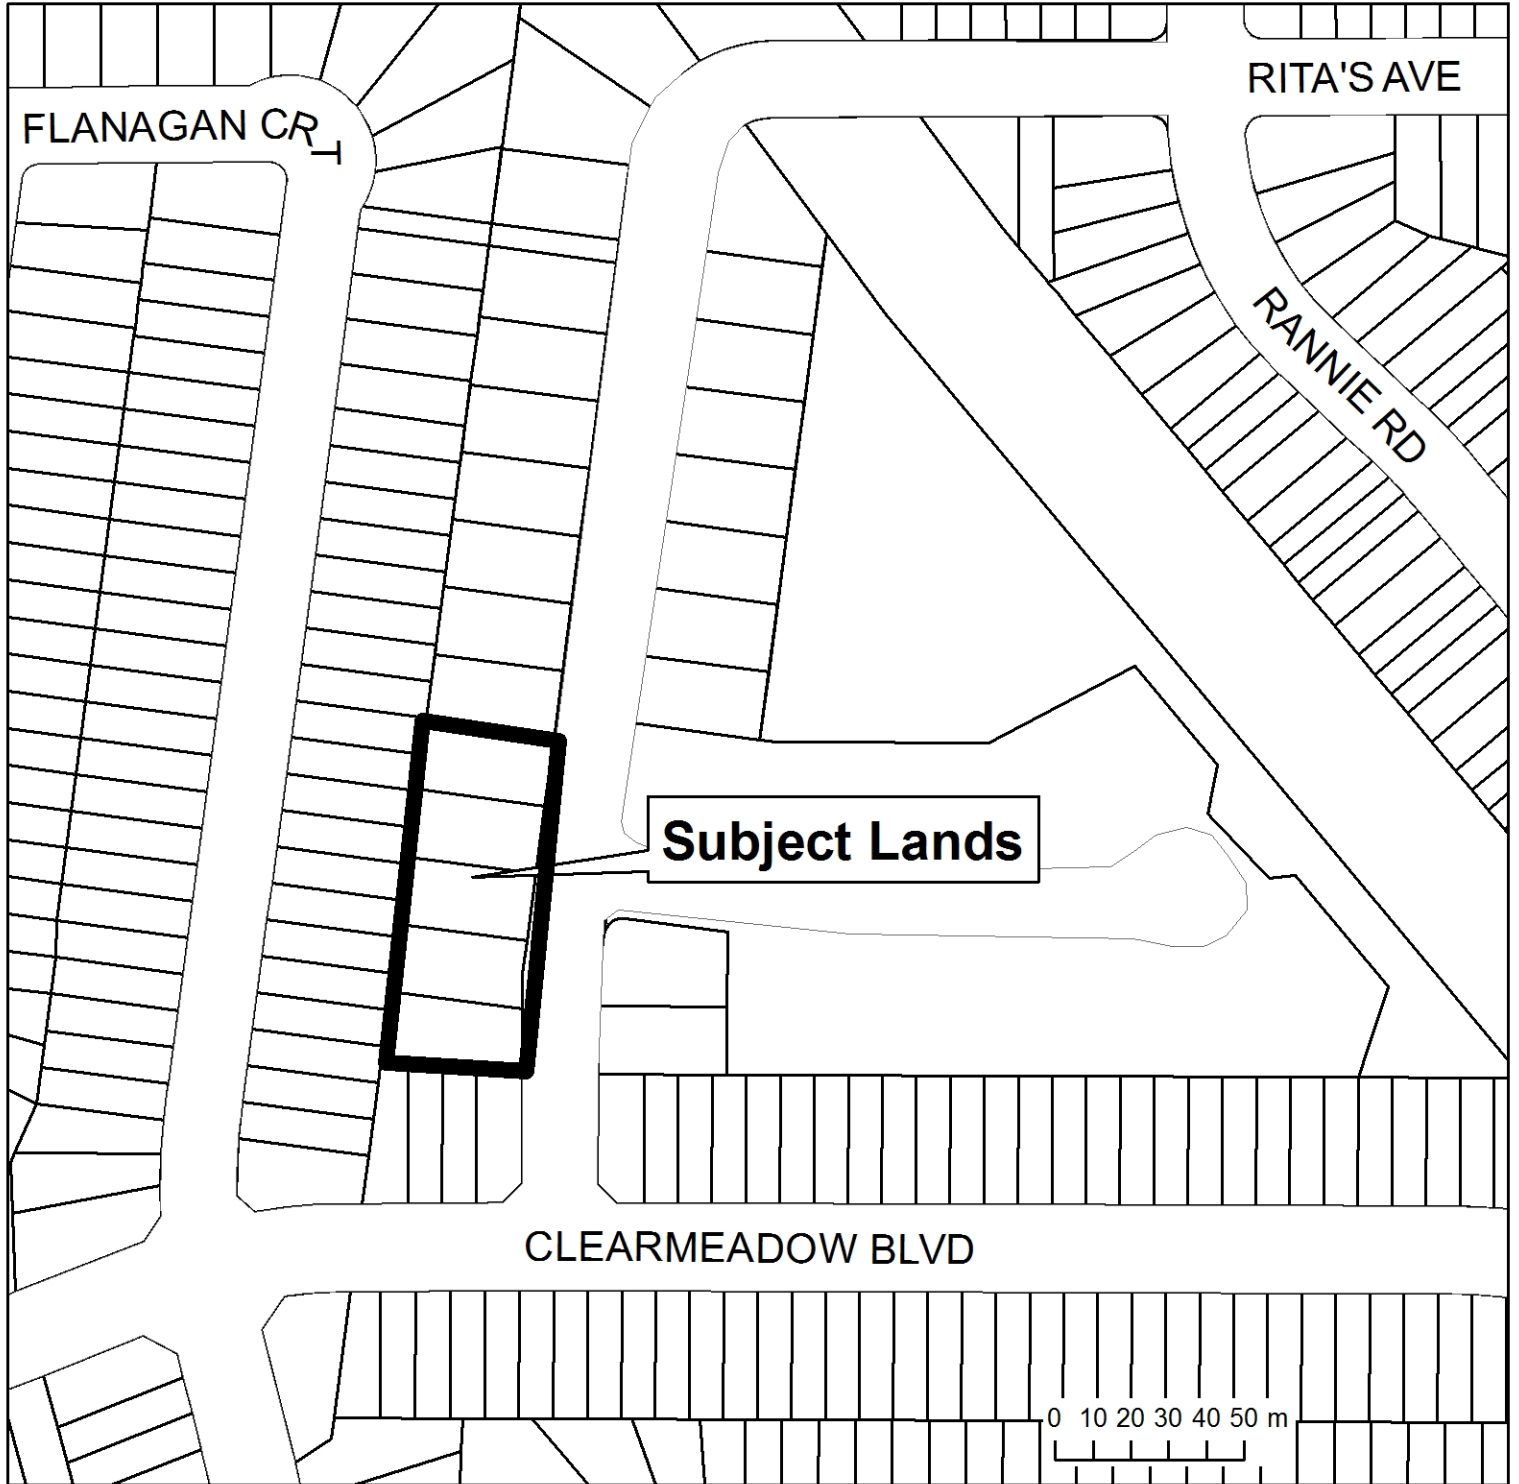 RITA'S AVE
FLANAGAN CRT
RANNIE RD
Subject Lands
CLEARMEADOW BLVD
0 10 20 30 40 50 m